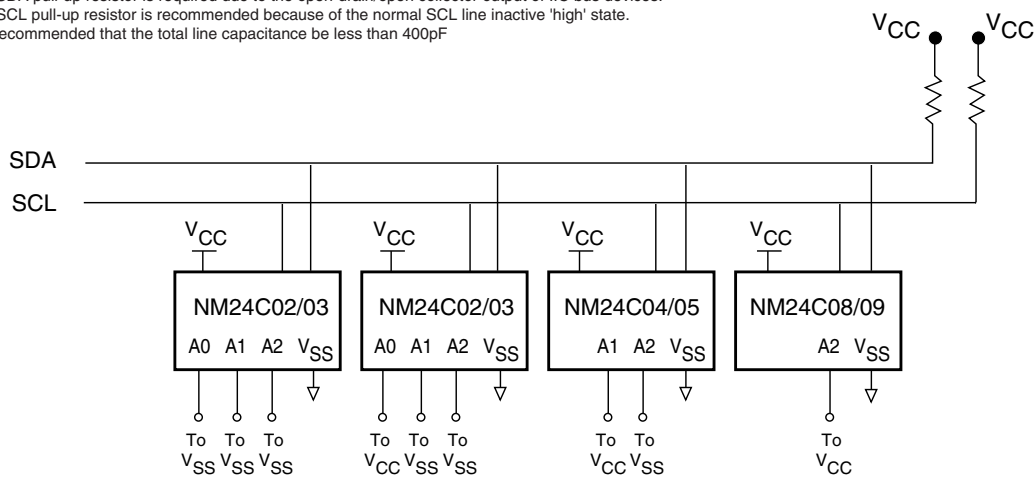 SCL pull-up resistor is recommended because of the normal SCL line inactive 'high' state.
recommended that the total line capacitance be less than 400pF
VCC VCC
SDA
SCL
VCC VCC VCC VCC
NM24C02/03 NM24C02/03 NM24C04/05 NM24C08/09
A0 A1 A2 VSS A0 A1 A2 VSS A1 A2 VSS A2 VSS
To To To To To To To To To
VSS VSS VSS VCC VSS VSS VCC VSS VCC